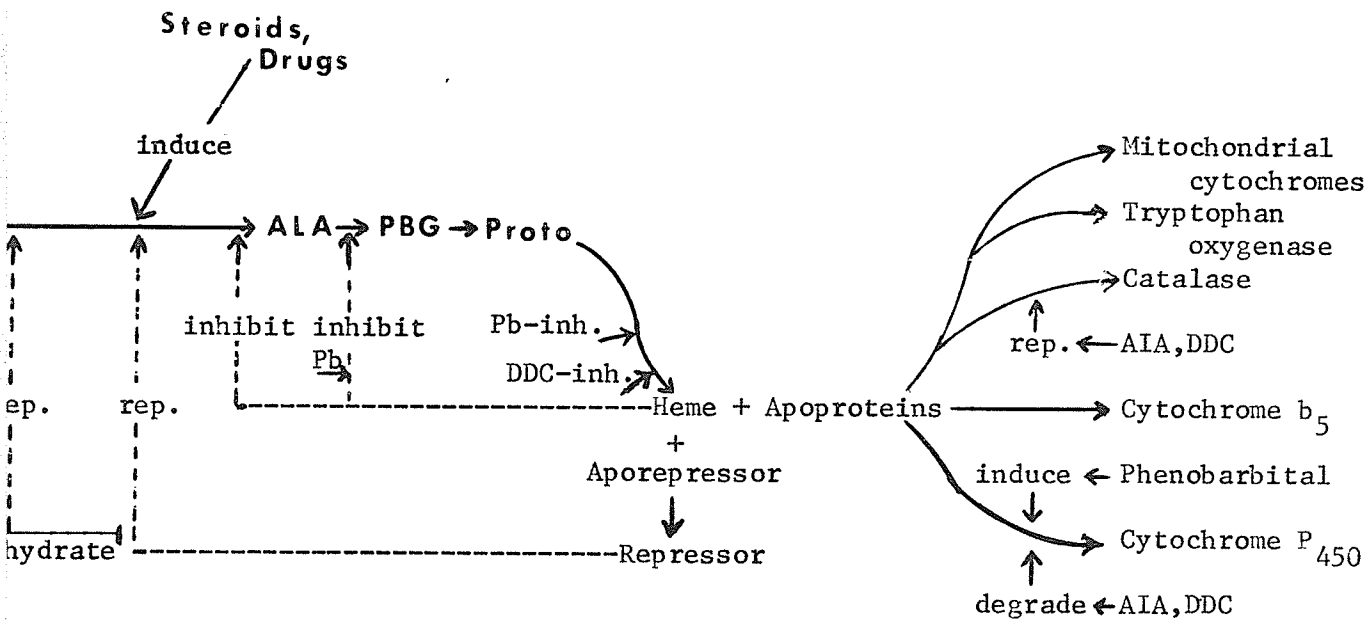 Steroids,
Drugs
induce
ALA PBG Proto
Mitochondrial
cytochromes
Tryptophan
oxygenase
Catalase
inhibit inhibit
Pb
Pb-inh.
rep. AIA,DDC
DDC-inh.
ep. rep.
Heme + Apoproteins
Cytochrome b5
+
Aporepressor
induce Phenobarbital
hydrate
Repressor
Cytochrome P450
degrade AIA,DDC